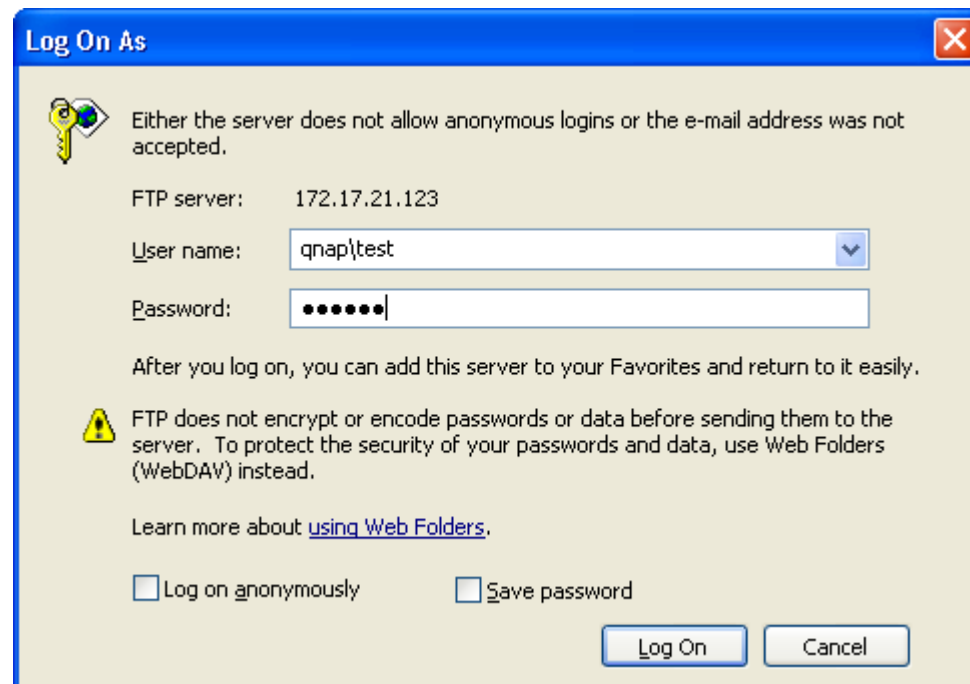 Log On As
Either the server does not allow anonymous logins or the e-mail address was not
accepted.
FTP server: 172.17.21.123
User name: qnap\test
Password: ●●●●●●
After you log on, you can add this server to your Favorites and return to it easily.
FTP does not encrypt or encode passwords or data before sending them to the
server. To protect the security of your passwords and data, use Web Folders
(WebDAV) instead.
Learn more about using Web Folders.
Log on anonymously Save password
Log On Cancel